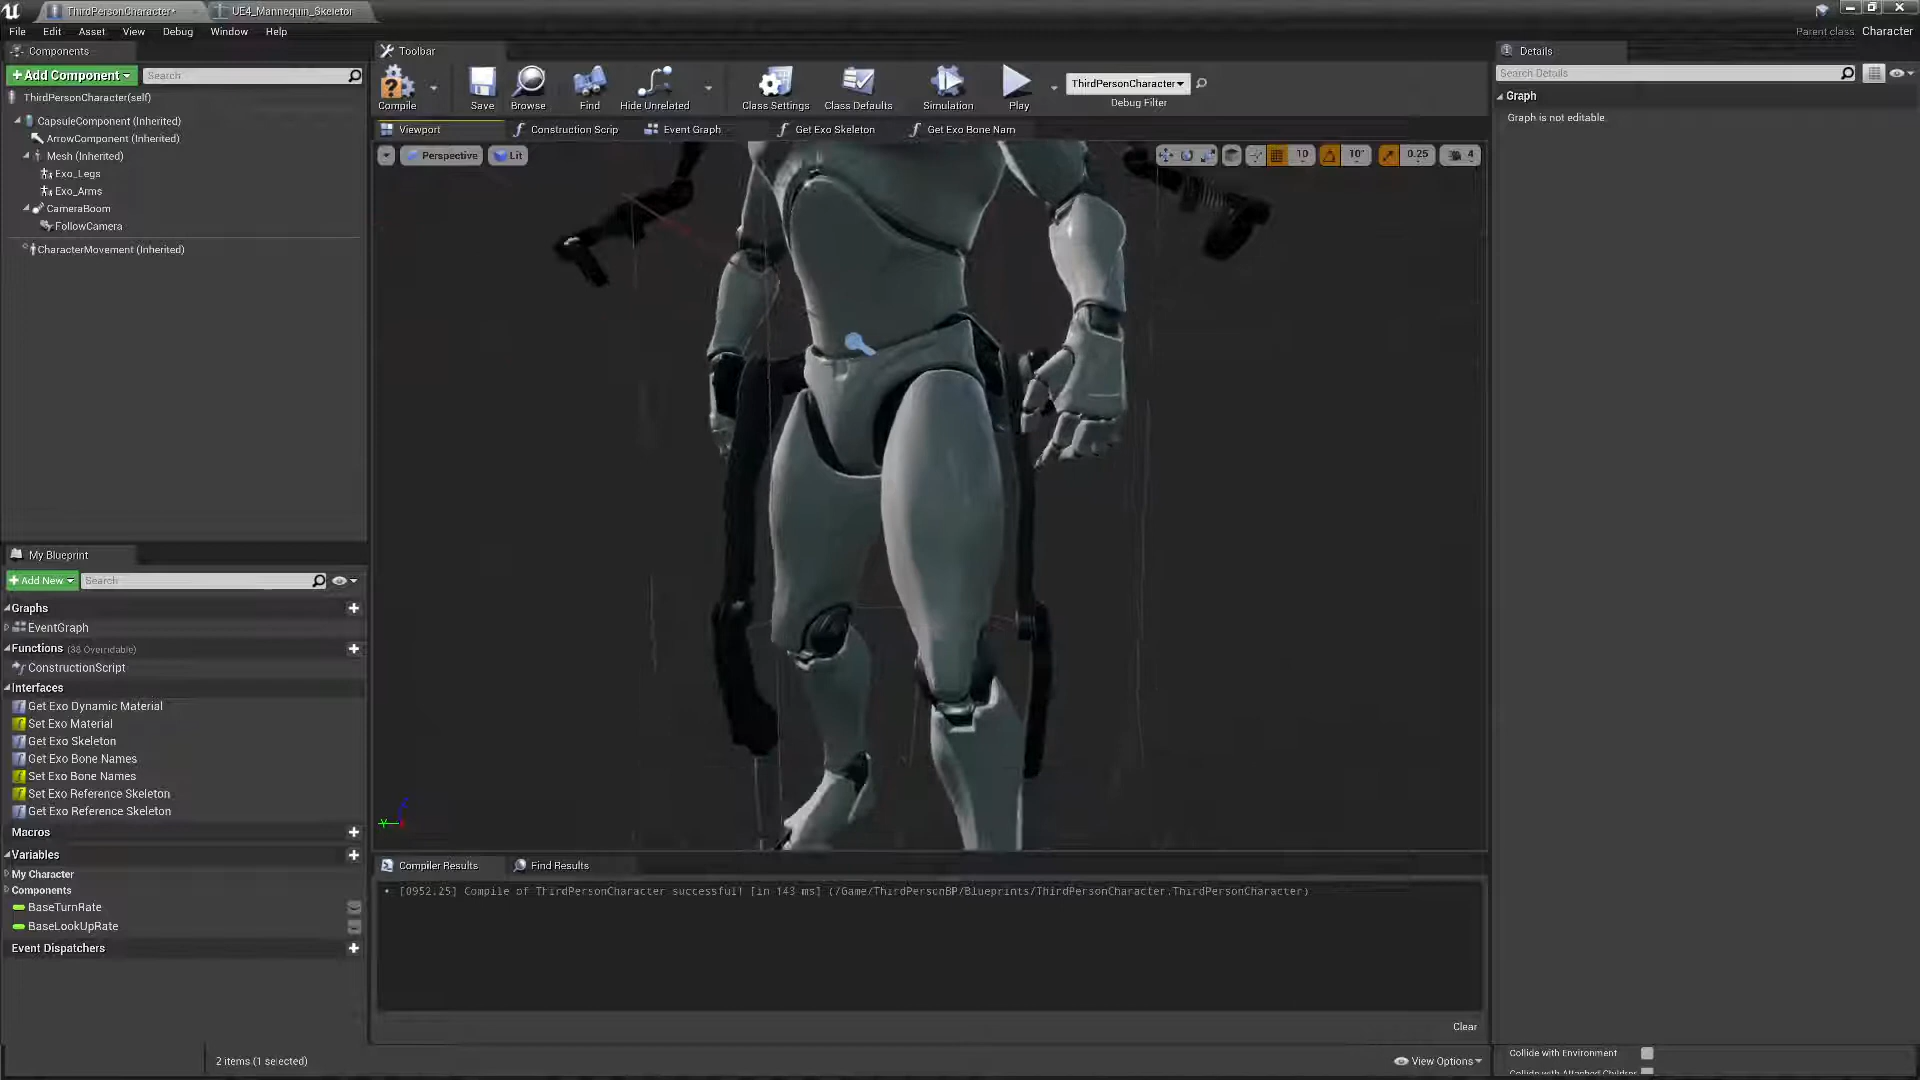 ThirdPersonCharacter*
UE4_Mannequin_Skeletor
File Edit Asset View Debug Window Help
Parent class: Character
Components
+Add Component
Search
ThirdPersonCharacter(self)
CapsuleComponent (Inherited)
ArrowComponent (Inherited)
Mesh (Inherited)
Exo_Legs
Exo_Arms
CameraBoom
FollowCamera
CharacterMovement (Inherited)
My Blueprint
+Add New
Search
Graphs
EventGraph
Functions (38 Overridable)
ConstructionScript
Interfaces
Get Exo Dynamic Material
Set Exo Material
Get Exo Skeleton
Get Exo Bone Names
Set Exo Bone Names
Set Exo Reference Skeleton
Get Exo Reference Skeleton
Macros
Variables
My Character
Components
BaseTurnRate
BaseLookUpRate
Event Dispatchers
Toolbar
Compile
Save
Browse
Find
Hide Unrelated
Class Settings
Class Defaults
Simulation
Play
ThirdPersonCharacter
Debug Filter
Viewport
Construction Scrip
Event Graph
Get Exo Skeleton
Get Exo Bone Nam
Perspective
Lit
10
10°
0.25
4
Y
Compiler Results
Find Results
[0952.25] Compile of ThirdPersonCharacter successful! [in 143 ms] (/Game/ThirdPersonBP/Blueprints/ThirdPersonCharacter.ThirdPersonCharacter)
Clear
2 items (1 selected)
View Options
Details
Search Details
Graph
Graph is not editable
Collide with Environment
Collide with Attached Children